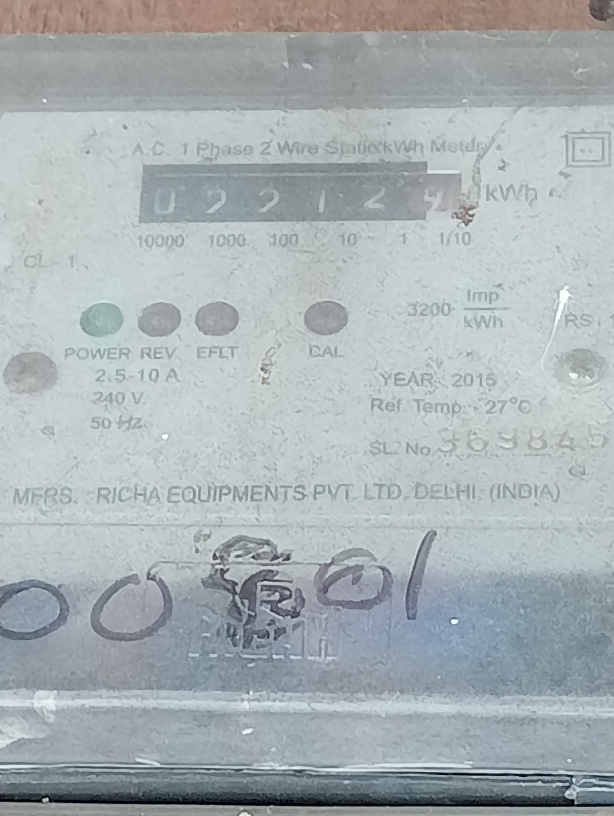 A.C. 1 Phase 2 Wire Static kWh Meter
kWh
10000 1000 100 10 1 1/10
CL. 1
3200 Imp/kWh
POWER REV EFLT CAL
2.5-10 A
240 V
50 Hz
YEAR 2015
Ref. Temp. - 27°C
SL. No. 369845
MFRS. : RICHA EQUIPMENTS PVT. LTD. DELHI. (INDIA)